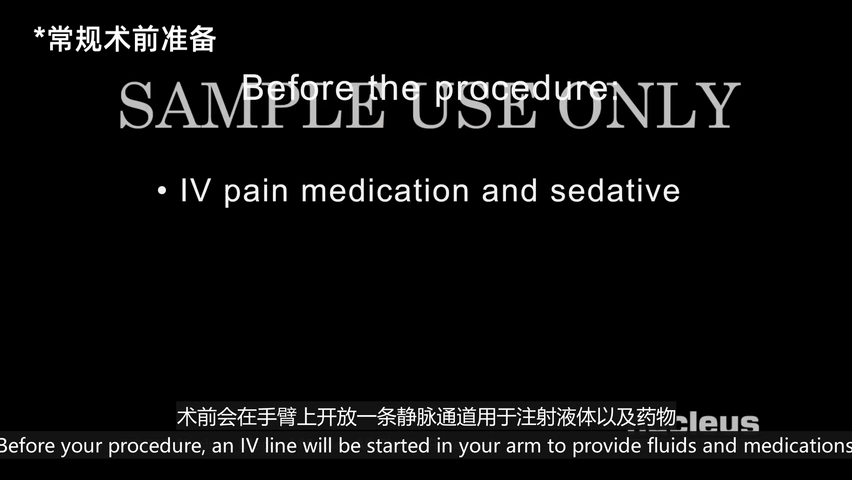 *常规术前准备
Before the procedure:
SAMPLE USE ONLY
• IV pain medication and sedative
术前会在手臂上开放一条静脉通道用于注射液体以及药物
nucleus
Before your procedure, an IV line will be started in your arm to provide fluids and medications